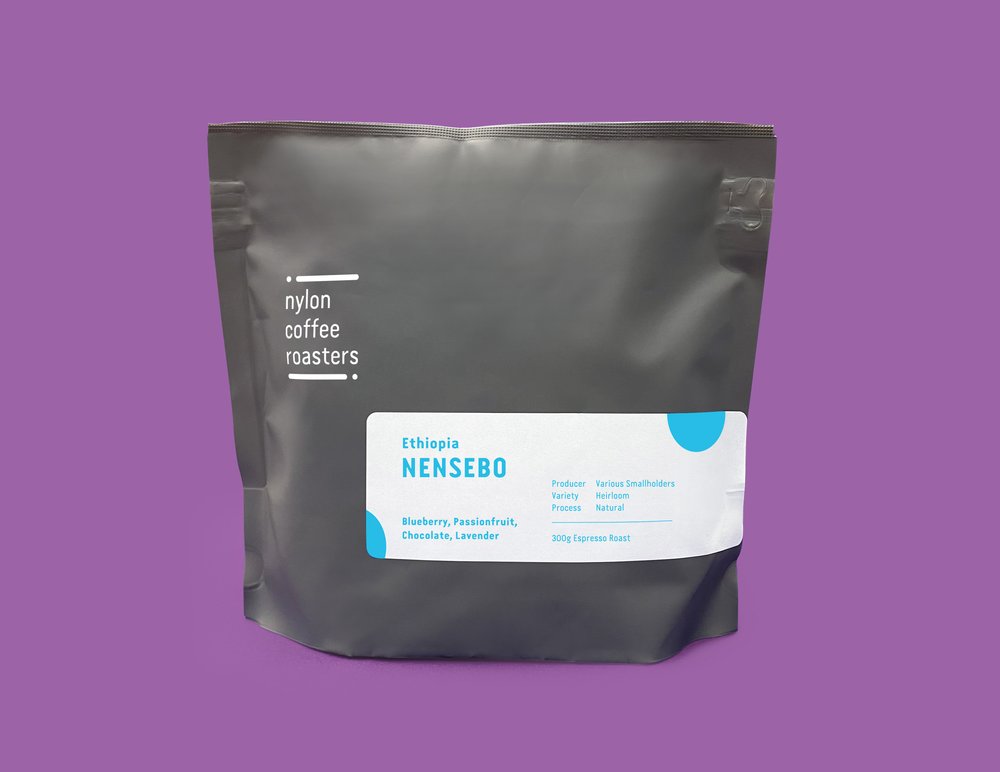 nylon
coffee
roasters
Ethiopia
NENSEBO
Blueberry, Passionfruit,
Chocolate, Lavender
Producer Various Smallholders
Variety Heirloom
Process Natural
300g Espresso Roast